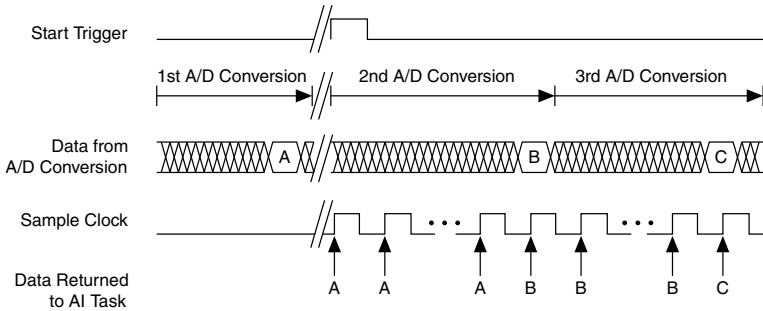 Start Trigger
1st A/D Conversion 2nd A/D Conversion 3rd A/D Conversion
Data from
A/D Conversion
A B C
Sample Clock
Data Returned
to AI Task
A A A B B B C